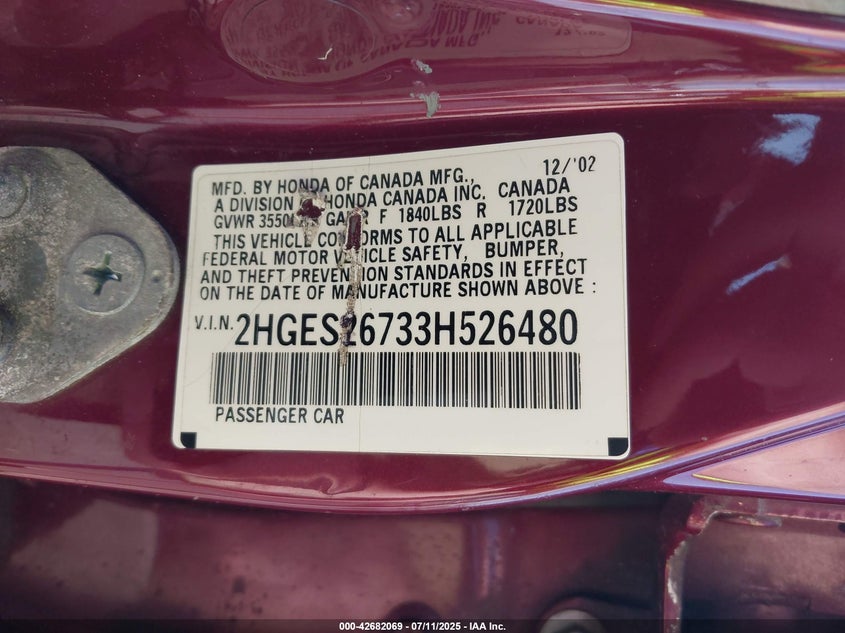 12/'02
MFD. BY HONDA OF CANADA MFG.,
A DIVISION HONDA CANADA INC. CANADA
GVWR F 1840LBS R 1720LBS
THIS VEHICLE CONFORMS TO ALL APPLICABLE
FEDERAL MOTOR VEHICLE SAFETY, BUMPER,
AND THEFT PREVENTION STANDARDS IN EFFECT
ON THE DATE OF MANUFACTURE SHOWN ABOVE :
V.I.N. 2HGES26733H526480
PASSENGER CAR
000-42682069 - 07/11/2025 - IAA Inc.